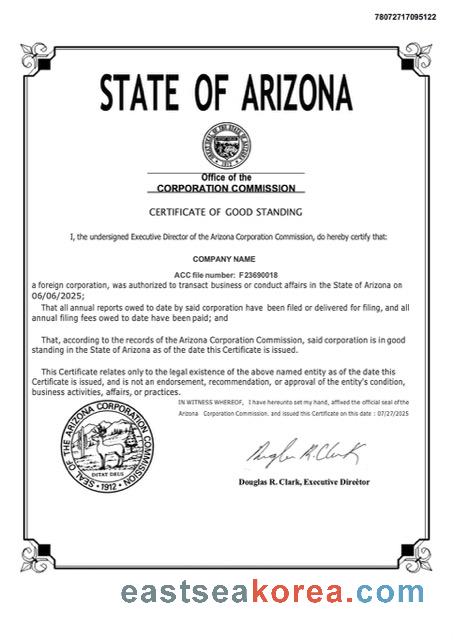 78072717095122
STATE OF ARIZONA
Office of the
CORPORATION COMMISSION
CERTIFICATE OF GOOD STANDING
I, the undersigned Executive Director of the Arizona Corporation Commission, do hereby certify that:
COMPANY NAME
ACC file number: F23690018
a foreign corporation, was authorized to transact business or conduct affairs in the State of Arizona on
06/06/2025;
That all annual reports owed to date by said corporation have been filed or delivered for filing, and all
annual filing fees owed to date have been paid; and
That, according to the records of the Arizona Corporation Commission, said corporation is in good
standing in the State of Arizona as of the date this Certificate is issued.
This Certificate relates only to the legal existence of the above named entity as of the date this
Certificate is issued, and is not an endorsement, recommendation, or approval of the entity's condition,
business activities, affairs, or practices.
IN WITNESS WHEREOF, I have hereunto set my hand, affixed the official seal of the
Arizona Corporation Commission. and issued this Certificate on this date : 07/27/2025
SEAL OF THE ARIZONA CORPORATION COMMISSION
DITAT DEUS
1912
Douglas R. Clark
Douglas R. Clark, Executive Director
eastseakorea.com